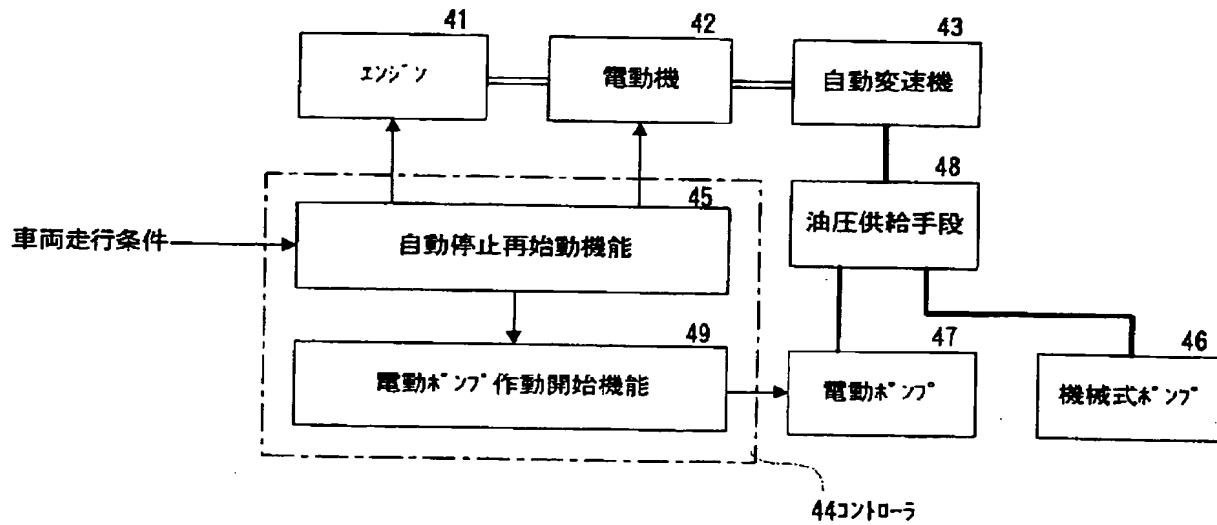 41
エンジン
42
電動機
43
自動変速機
48
油圧供給手段
車両走行条件
45
自動停止再始動機能
49
電動ポンプ作動開始機能
47
電動ポンプ
46
機械式ポンプ
44コントローラ